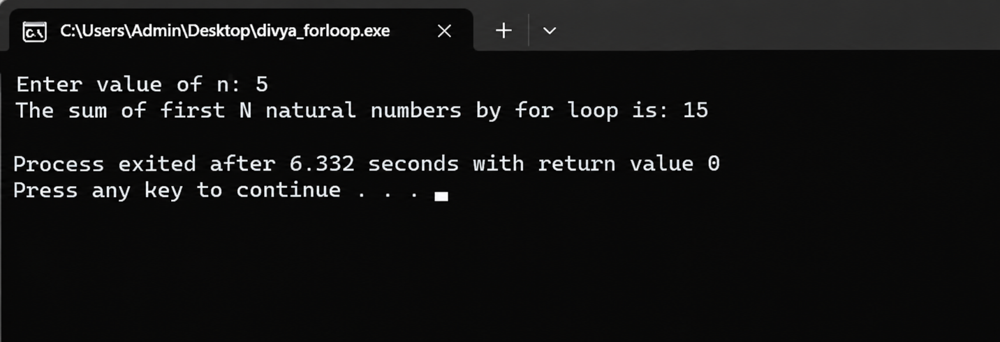 C:\Users\Admin\Desktop\divya_forloop.exe
Enter value of n: 5
The sum of first N natural numbers by for loop is: 15
Process exited after 6.332 seconds with return value 0
Press any key to continue . . .